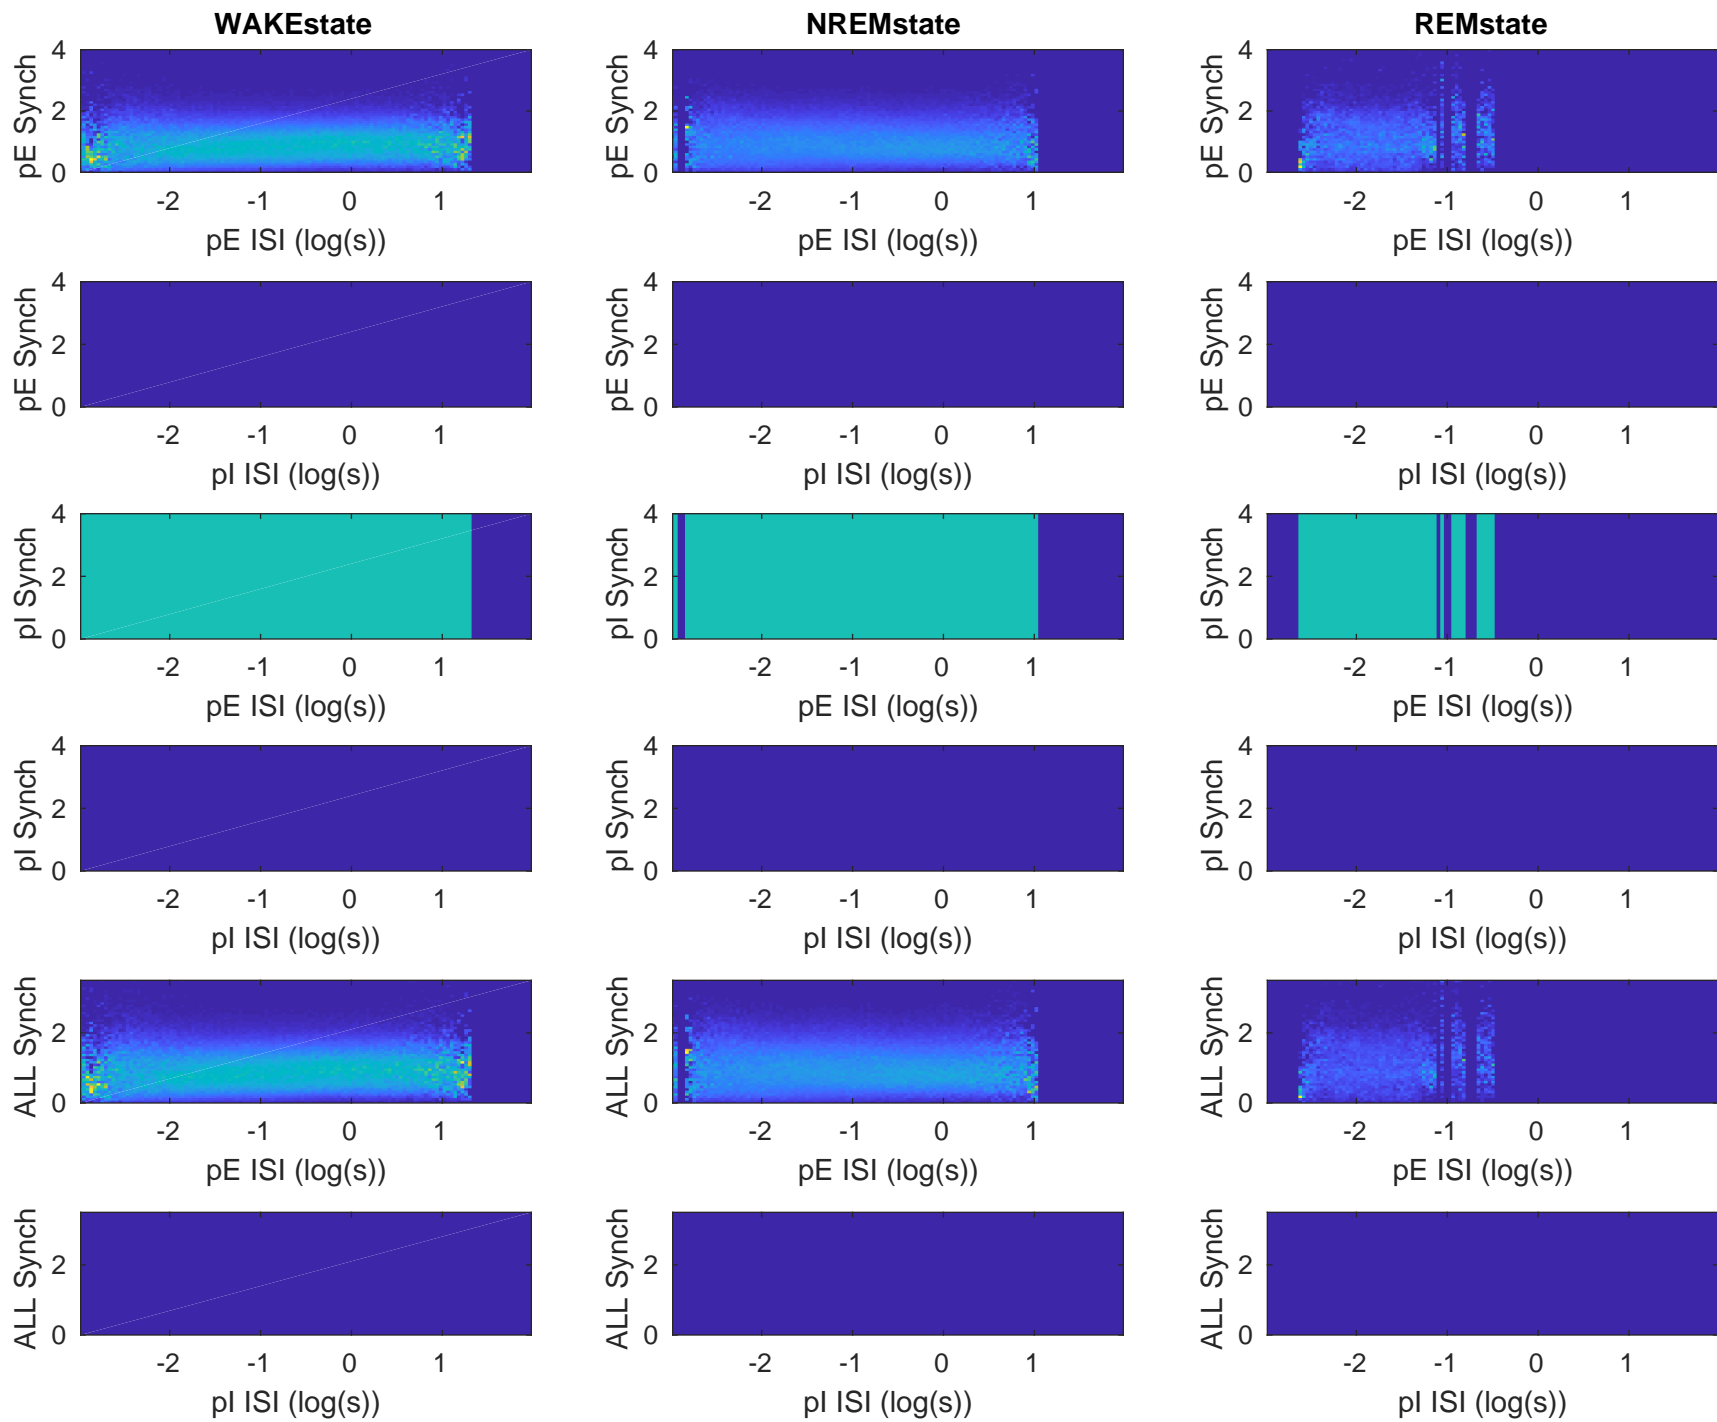 WAKEstate NREMstate REMstate
4 4 4
pE Synch pE Synch pE Synch
2 2 2
0 0 0
-2 -1 0 1 -2 -1 0 1 -2 -1 0 1
pE ISI (log(s)) pE ISI (log(s)) pE ISI (log(s))
4 4 4
pE Synch pE Synch pE Synch
2 2 2
0 0 0
-2 -1 0 1 -2 -1 0 1 -2 -1 0 1
pI ISI (log(s)) pI ISI (log(s)) pI ISI (log(s))
4 4 4
pI Synch pI Synch pI Synch
2 2 2
0 0 0
-2 -1 0 1 -2 -1 0 1 -2 -1 0 1
pE ISI (log(s)) pE ISI (log(s)) pE ISI (log(s))
4 4 4
pI Synch pI Synch pI Synch
2 2 2
0 0 0
-2 -1 0 1 -2 -1 0 1 -2 -1 0 1
pI ISI (log(s)) pI ISI (log(s)) pI ISI (log(s))
ALL Synch ALL Synch ALL Synch
2 2 2
0 0 0
-2 -1 0 1 -2 -1 0 1 -2 -1 0 1
pE ISI (log(s)) pE ISI (log(s)) pE ISI (log(s))
ALL Synch ALL Synch ALL Synch
2 2 2
0 0 0
-2 -1 0 1 -2 -1 0 1 -2 -1 0 1
pI ISI (log(s)) pI ISI (log(s)) pI ISI (log(s))